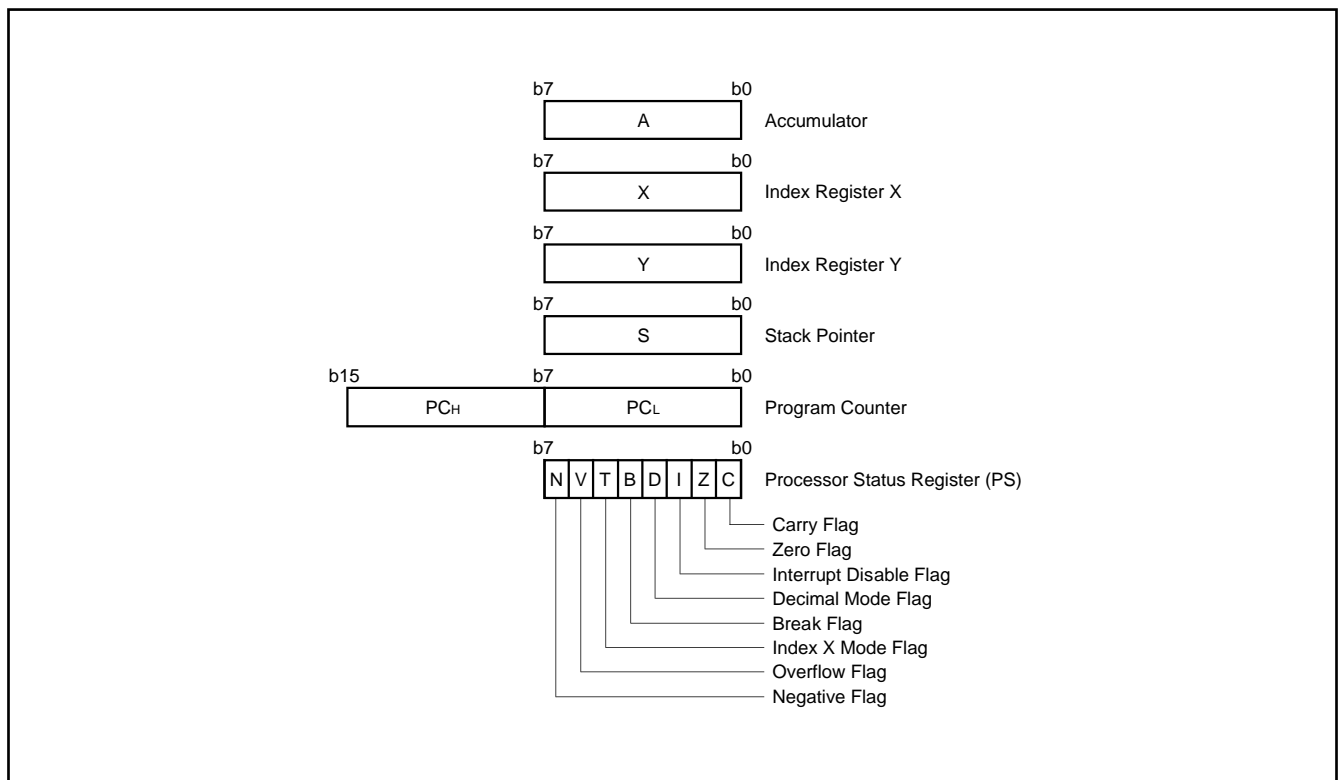 b7 b0
A Accumulator
b7 b0
X Index Register X
b7 b0
Y Index Register Y
b7 b0
S Stack Pointer
b15 b7 b0
PCH PCL Program Counter
b7 b0
N V T B D I Z C Processor Status Register (PS)
Carry Flag
Zero Flag
Interrupt Disable Flag
Decimal Mode Flag
Break Flag
Index X Mode Flag
Overflow Flag
Negative Flag